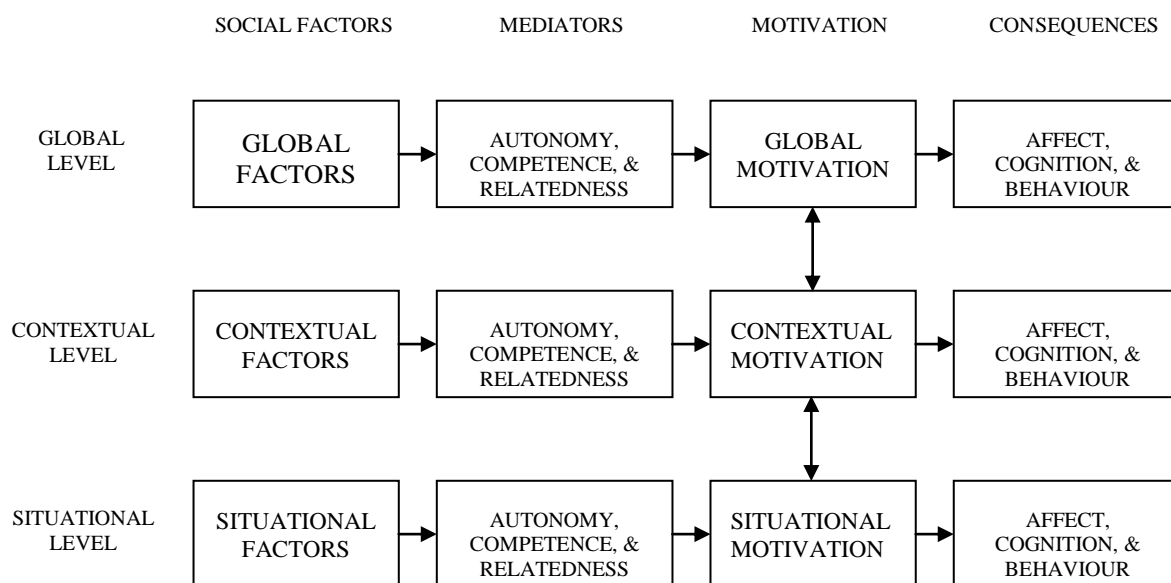 SOCIAL FACTORS MEDIATORS MOTIVATION CONSEQUENCES
GLOBAL
LEVEL
GLOBAL
FACTORS
AUTONOMY,
COMPETENCE, &
RELATEDNESS
GLOBAL
MOTIVATION
AFFECT,
COGNITION, &
BEHAVIOUR
CONTEXTUAL
LEVEL
CONTEXTUAL
FACTORS
AUTONOMY,
COMPETENCE, &
RELATEDNESS
CONTEXTUAL
MOTIVATION
AFFECT,
COGNITION, &
BEHAVIOUR
SITUATIONAL
LEVEL
SITUATIONAL
FACTORS
AUTONOMY,
COMPETENCE, &
RELATEDNESS
SITUATIONAL
MOTIVATION
AFFECT,
COGNITION, &
BEHAVIOUR